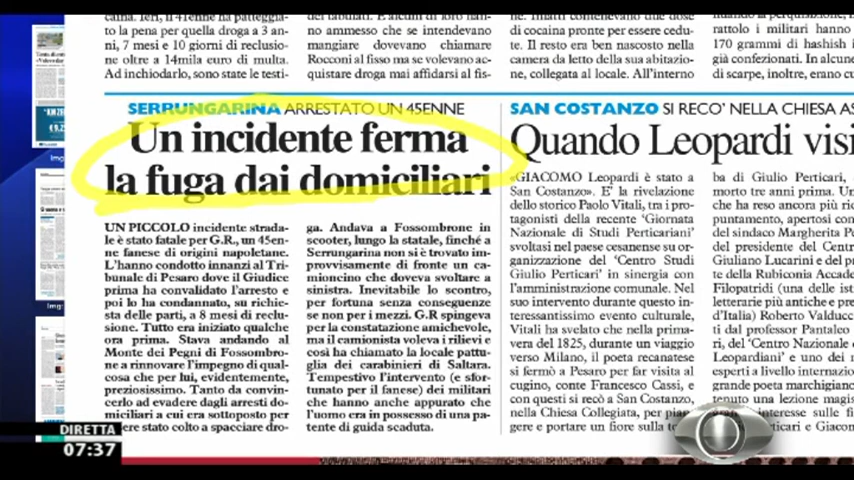 caina. Ieri, il 41enne ha patteggia-
to la pena per quella droga a 3 an-
ni, 7 mesi e 10 giorni di reclusio-
ne oltre a 14mila euro di multa.
Ad inchiodarlo, sono state le testi-
dei tabulati. E alcuni di loro han-
no ammesso che se intendevano
mangiare dovevano chiamare
Rocconi al fisso ma se volevano ac-
quistare droga mai affidarsi al fis-
se. Infatti contenevano due dosi
di cocaina pronte per essere cedu-
te. Il resto era ben nascosto nella
camera da letto della sua abitazio-
ne, collegata al locale. All'interno
rattolo i militari hanno
170 grammi di hashish i
già confezionati. In alcune
di scarpe, inoltre, erano cu
SERRUNGARINA ARRESTATO UN 45ENNE
Un incidente ferma
la fuga dai domiciliari
UN PICCOLO incidente strada-
le è stato fatale per G.R., un 45en-
ne fanese di origini napoletane.
L'hanno condotto innanzi al Tri-
bunale di Pesaro dove il Giudice
prima ha convalidato l'arresto e
poi lo ha condannato, su richie-
sta delle parti, a 8 mesi di reclu-
sione. Tutto era iniziato qualche
ora prima. Stava andando al
Monte dei Pegni di Fossombro-
ne a rinnovare l'impegno di qual-
cosa che per lui, evidentemente,
preziosissimo. Tanto da convin-
cerlo ad evadere dagli arresti do-
miciliari a cui era sottoposto per
essere stato colto a spacciare dro-
ga. Andava a Fossombrone in
scooter, lungo la statale, finché a
Serrungarina non si è trovato im-
provvisamente di fronte un ca-
mioncino che doveva svoltare a
sinistra. Inevitabile lo scontro,
per fortuna senza conseguenze
se non per i mezzi. G.R spingeva
per la constatazione amichevole,
ma il camionista voleva i rilievi e
così ha chiamato la locale pattu-
glia dei carabinieri di Saltara.
Tempestivo l'intervento (e sfor-
tunato per il fanese) dei militari
che hanno anche appurato che
l'uomo era in possesso di una pa-
tente di guida scaduta.
SAN COSTANZO SI RECO' NELLA CHIESA AS
Quando Leopardi visi
«GIACOMO Leopardi è stato a
San Costanzo». E' la rivelazione
dello storico Paolo Vitali, tra i pro-
tagonisti della recente 'Giornata
Nazionale di Studi Perticariani'
svoltasi nel paese cesanense su or-
ganizzazione del 'Centro Studi
Giulio Perticari' in sinergia con
l'amministrazione comunale. Nel
suo intervento durante questo in-
teressantissimo evento culturale,
Vitali ha svelato che nella prima-
vera del 1825, durante un viaggio
verso Milano, il poeta recanatese
si fermò a Pesaro per far visita al
cugino, conte Francesco Cassi, e
con questi si recò a San Costanzo,
nella Chiesa Collegiata, per pian-
gere e portare un fiore sulla
ba di Giulio Perticari,
morto tre anni prima. Un
che ha reso ancora più ric
puntamento, apertosi con
del sindaco Margherita Pe
del presidente del Centr
Giuliano Lucarini e del pr
te della Rubiconia Accade
Filopatridi (una delle ist
letterarie più antiche e pre
d'Italia) Roberto Valducc
ti dal professor Pantaleo
ri, del 'Centro Nazionale
Leopardiani' e uno dei m
esperti a livello internazio
grande poeta marchigiano
tenuto una lezione magis
interesse sulle fi
Perticari e Giacom
DIRETTA
07:37